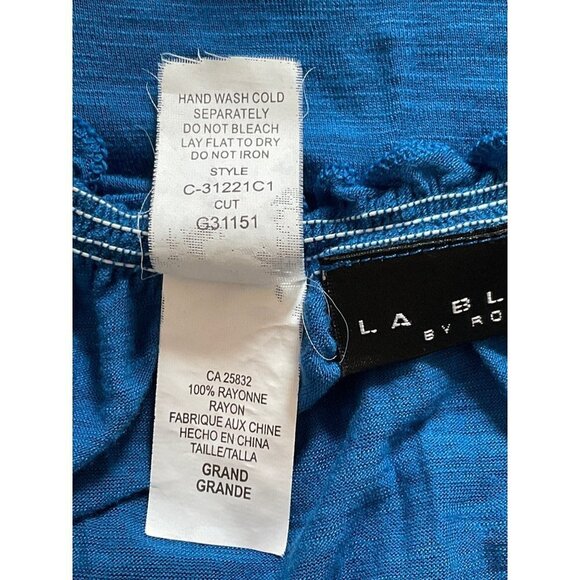 HAND WASH COLD
SEPARATELY
DO NOT BLEACH
LAY FLAT TO DRY
DO NOT IRON
STYLE
C-31221C1
CUT
G31151
LA BL
BY RO
CA 25832
100% RAYONNE
RAYON
FABRIQUE AUX CHINE
HECHO EN CHINA
TAILLE/TALLA
GRAND
GRANDE